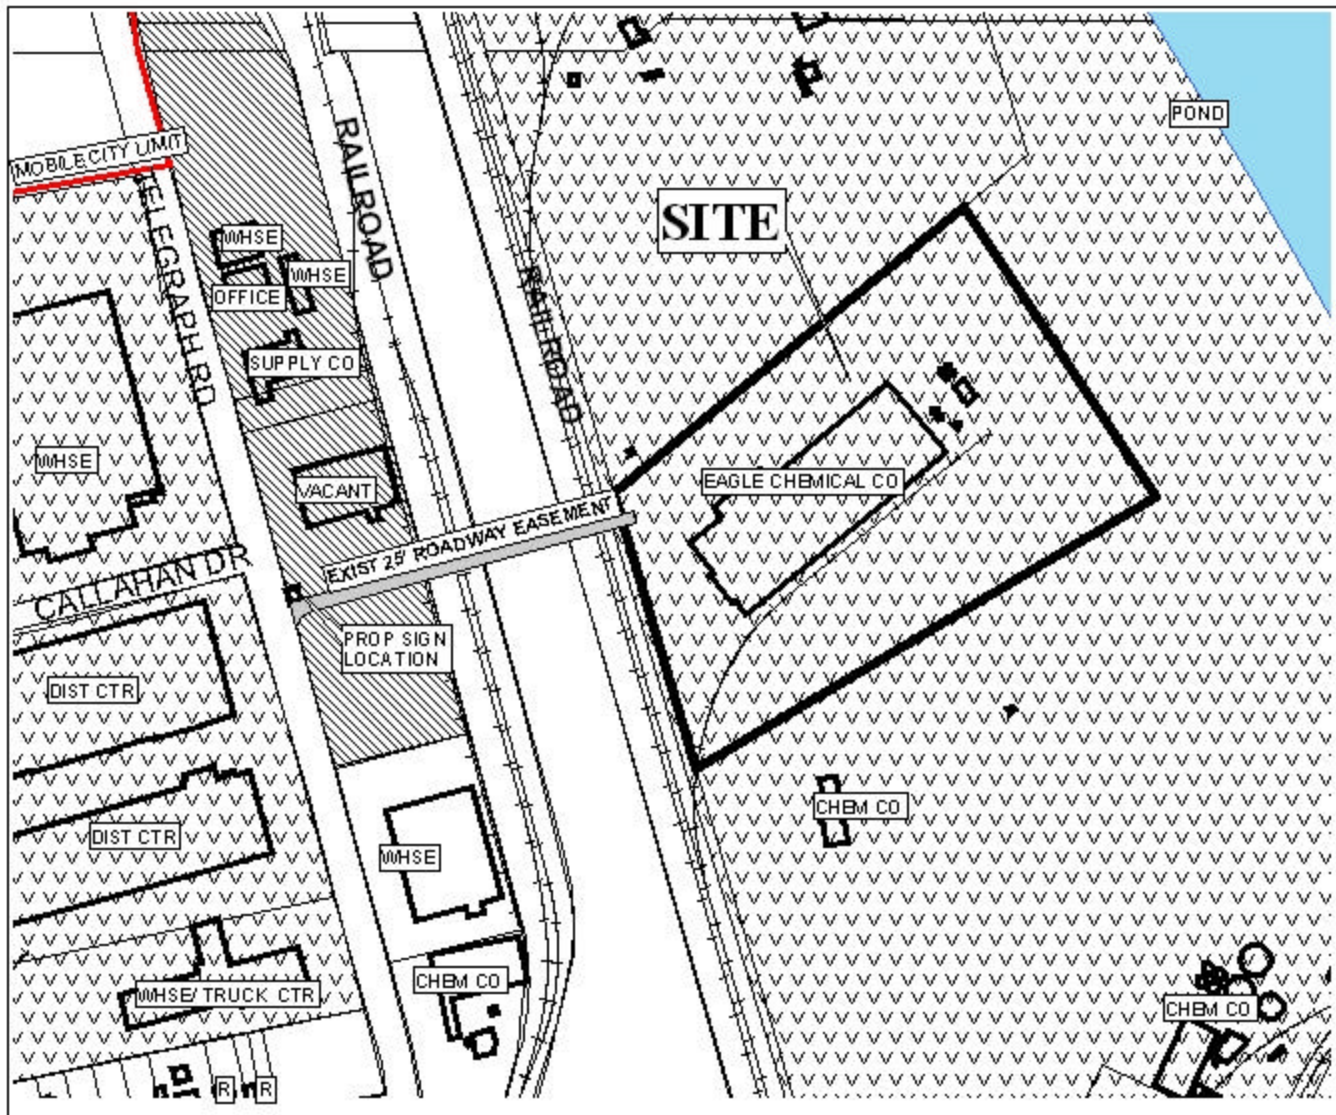 POND
MOBILE CITY LIMIT
RAILROAD
SITE
TELEGRAPH RD
WHSE
WHSE
OFFICE
RAILROAD
SUPPLY CO
WHSE
VACANT
EAGLE CHEMICAL CO
EXIST 25' ROADWAY EASEMENT
CALLAHAN DR
PROP SIGN
LOCATION
DIST CTR
CHEM CO
DIST CTR
WHSE
CHEM CO
WHSE/ TRUCK CTR
CHEM CO
R
R